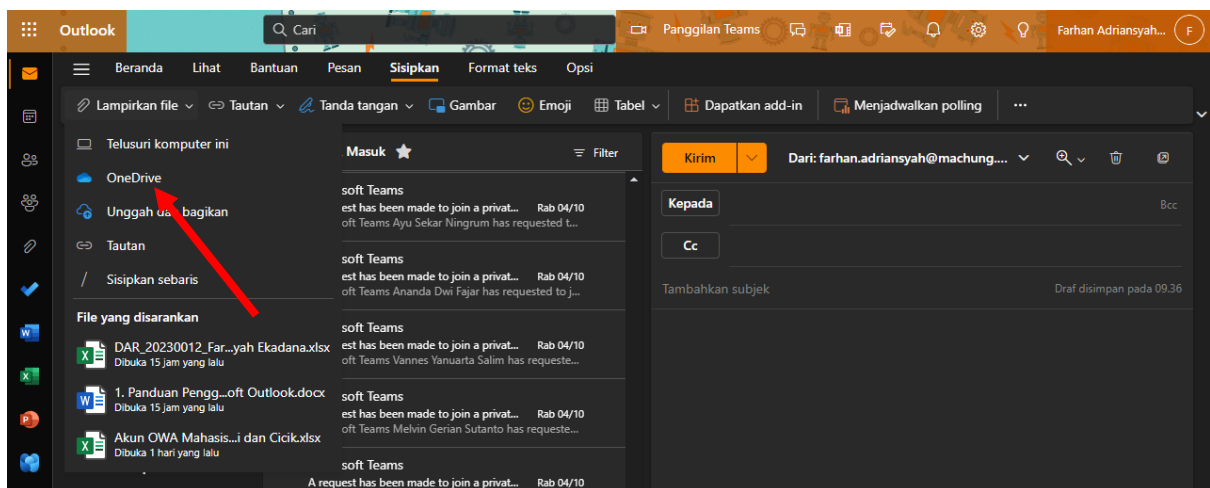 Outlook
Cari
Panggilan Teams
Farhan Adriansyah...
F
Beranda Lihat Bantuan Pesan Sisipkan Format teks Opsi
Lampirkan file Tautan Tanda tangan Gambar Emoji Tabel Dapatkan add-in Menjadwalkan polling ...
Telusuri komputer ini
OneDrive
Unggah dan bagikan
Tautan
Sisipkan sebaris
File yang disarankan
DAR_20230012_Far...yah Ekadana.xlsx
Dibuka 15 jam yang lalu
1. Panduan Pengg...oft Outlook.docx
Dibuka 15 jam yang lalu
Akun OWA Mahasis...i dan Cicik.xlsx
Dibuka 1 hari yang lalu
Masuk
Filter
soft Teams
est has been made to join a privat... Rab 04/10
oft Teams Ayu Sekar Ningrum has requested t...
soft Teams
est has been made to join a privat... Rab 04/10
oft Teams Ananda Dwi Fajar has requested to j...
soft Teams
est has been made to join a privat... Rab 04/10
oft Teams Vannes Yanuarta Salim has requeste...
soft Teams
est has been made to join a privat... Rab 04/10
oft Teams Melvin Gerian Sutanto has requeste...
soft Teams
A request has been made to join a privat... Rab 04/10
Kirim
Dari: farhan.adriansyah@machung....
Kepada
Bcc
Cc
Tambahkan subjek
Draf disimpan pada 09.36